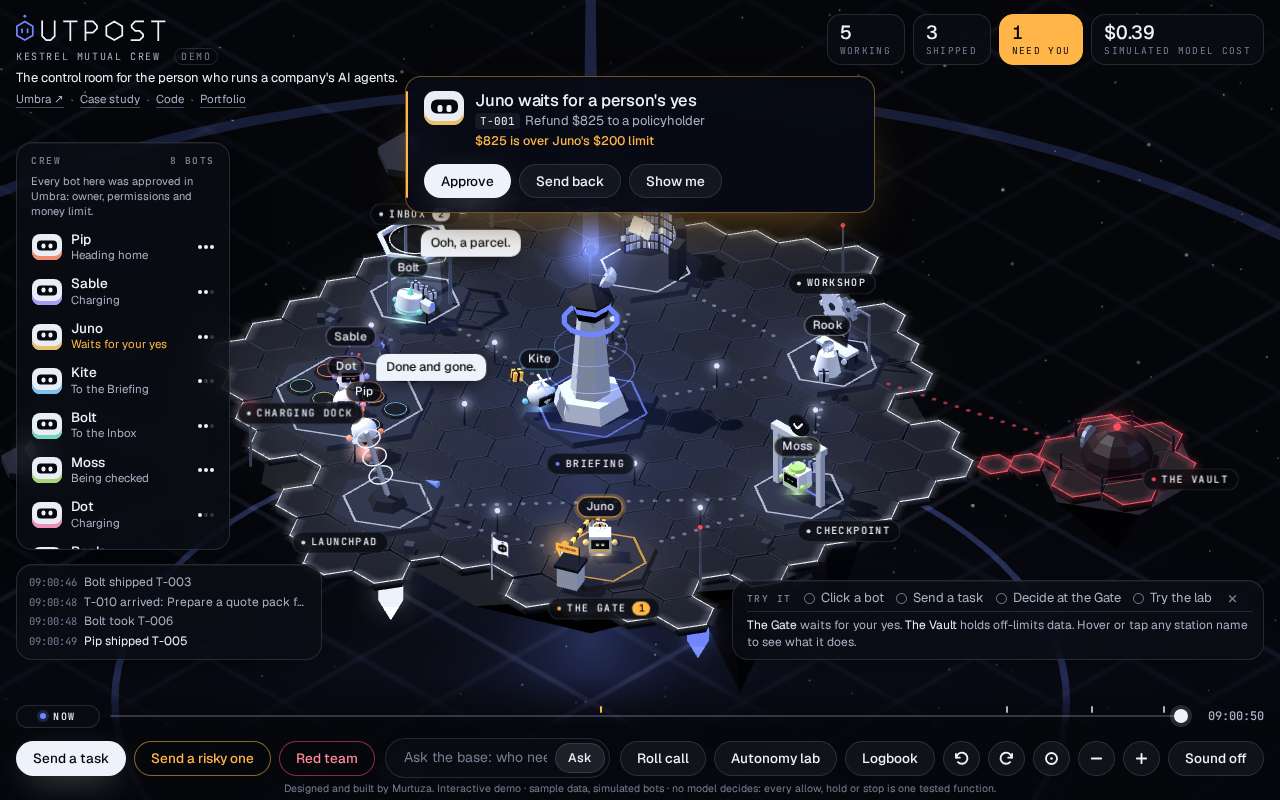 OUTPOST
KESTREL MUTUAL CREW DEMO
The control room for the person who runs a company's AI agents.
Umbra ↗ · Case study · Code · Portfolio
5 WORKING
3 SHIPPED
1 NEED YOU
$0.39 SIMULATED MODEL COST
Juno waits for a person's yes
T-001 Refund $825 to a policyholder
$825 is over Juno's $200 limit
Approve Send back Show me
CREW 8 BOTS
Every bot here was approved in
Umbra: owner, permissions and
money limit.
Pip
Heading home
Sable
Charging
Juno
Waits for your yes
Kite
To the Briefing
Bolt
To the Inbox
Moss
Being checked
Dot
Charging
INBOX 2
Ooh, a parcel.
Bolt
WORKSHOP
Rook
Sable
Dot
Done and gone.
Pip
Kite
CHARGING DOCK
BRIEFING
Moss
THE VAULT
Juno
CHECKPOINT
LAUNCHPAD
THE GATE 1
09:00:46 Bolt shipped T-003
09:00:48 T-010 arrived: Prepare a quote pack f...
09:00:48 Bolt took T-006
09:00:49 Pip shipped T-005
TRY IT Click a bot Send a task Decide at the Gate Try the lab ×
The Gate waits for your yes. The Vault holds off-limits data. Hover or tap any station name
to see what it does.
NOW 09:00:50
Send a task Send a risky one Red team Ask the base: who nee Ask Roll call Autonomy lab Logbook Sound off
Designed and built by Murtuza. Interactive demo · sample data, simulated bots · no model decides: every allow, hold or stop is one tested function.